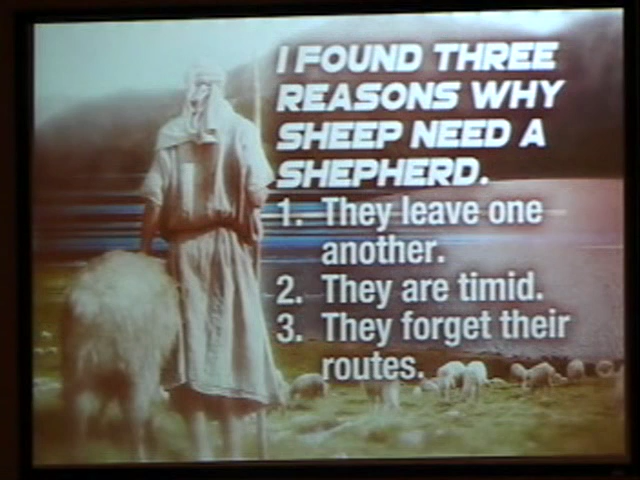 I FOUND THREE
REASONS WHY
SHEEP NEED A
SHEPHERD.
1. They leave one
another.
2. They are timid.
3. They forget their
routes.